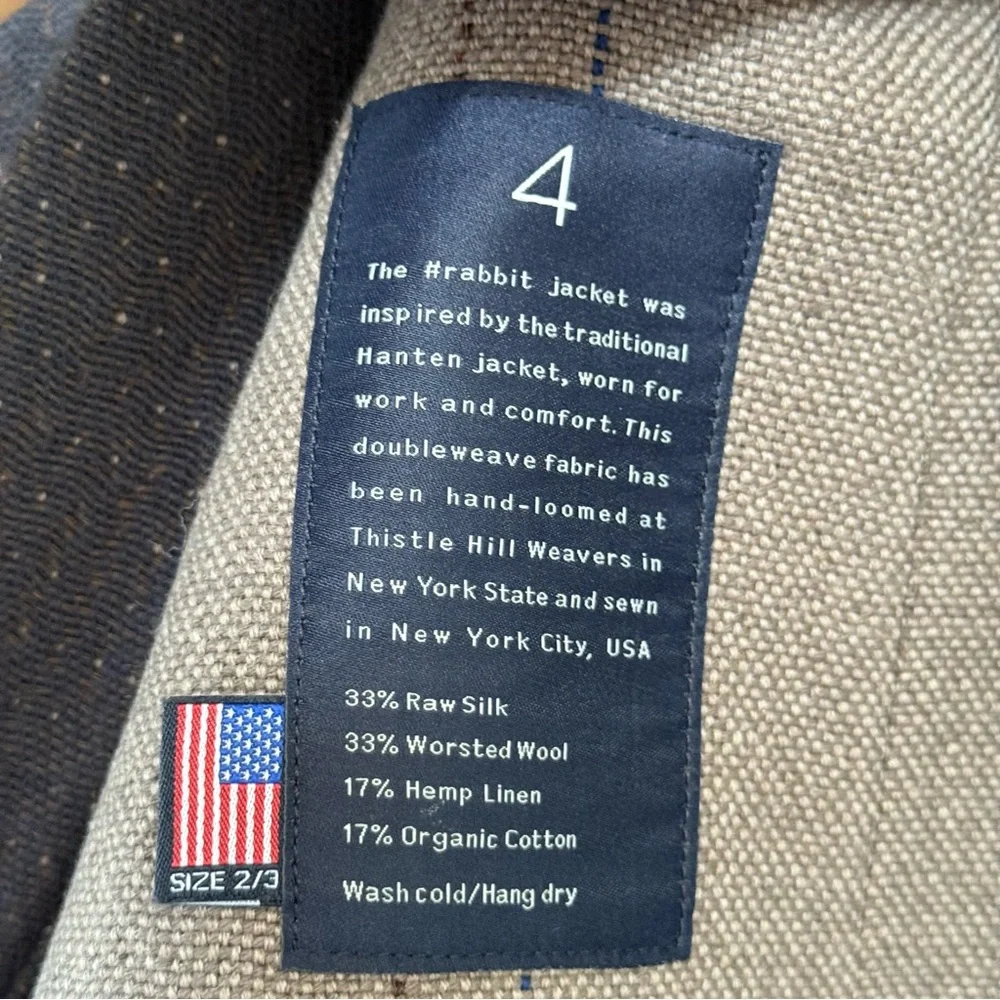 4
The #rabbit jacket was
inspired by the traditional
Hanten jacket, worn for
work and comfort. This
doubleweave fabric has
been hand-loomed at
Thistle Hill Weavers in
New York State and sewn
in New York City, USA
33% Raw Silk
33% Worsted Wool
17% Hemp Linen
17% Organic Cotton
Wash cold/Hang dry
SIZE 2/3